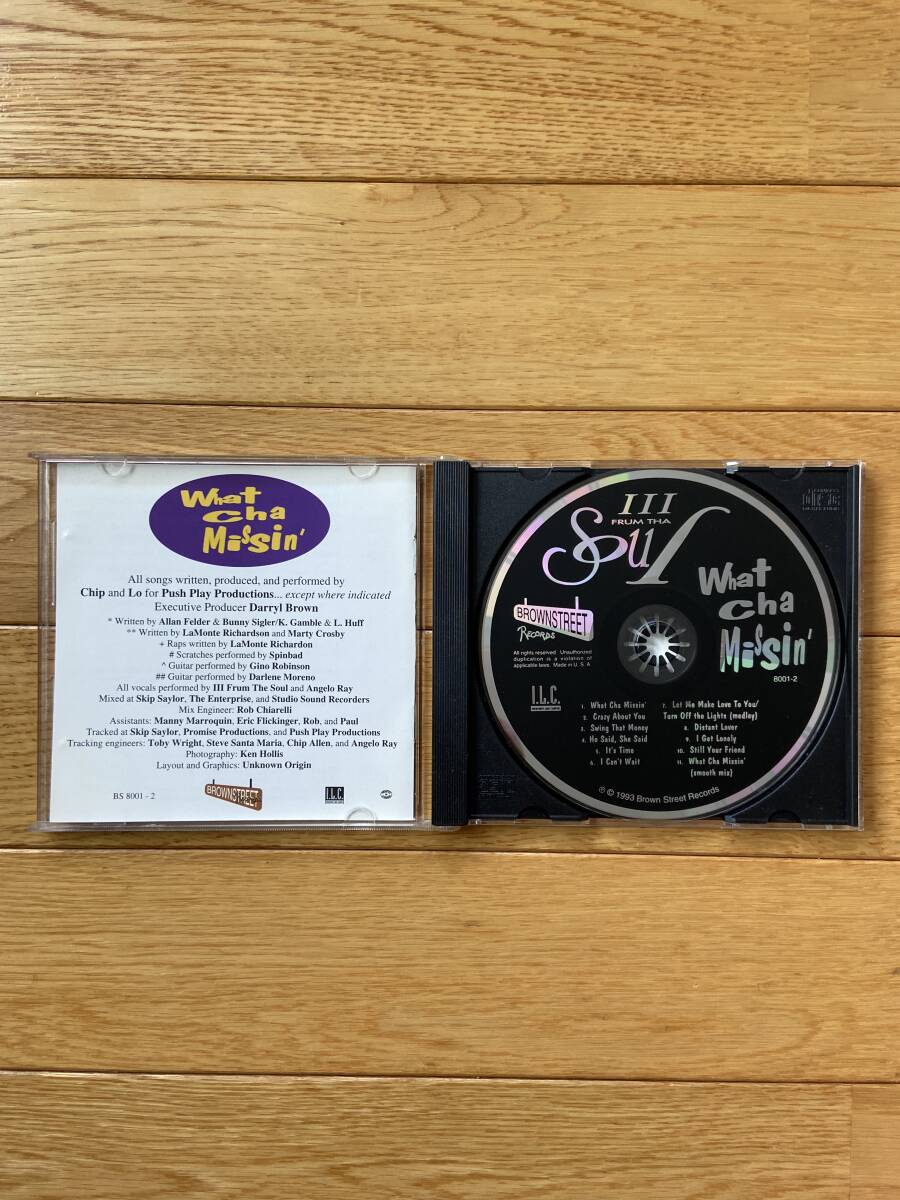 What
Cha
Missin'
All songs written, produced, and performed by
Chip and Lo for Push Play Productions... except where indicated
Executive Producer Darryl Brown
* Written by Allan Felder & Bunny Sigler/K. Gamble & L. Huff
** Written by LaMonte Richardson and Marty Crosby
+ Raps written by LaMonte Richardon
# Scratches performed by Spinbad
^ Guitar performed by Gino Robinson
## Guitar performed by Darlene Moreno
All vocals performed by III Frum The Soul and Angelo Ray
Mixed at Skip Saylor, The Enterprise, and Studio Sound Recorders
Mix Engineer: Rob Chiarelli
Assistants: Manny Marroquin, Eric Flickinger, Rob, and Paul
Tracked at Skip Saylor, Promise Productions, and Push Play Productions
Tracking engineers: Toby Wright, Steve Santa Maria, Chip Allen, and Angelo Ray
Photography: Ken Hollis
Layout and Graphics: Unknown Origin
BS 8001 - 2
BROWNSTREET
I.L.C.
III
FRUM THA
Soul
What
Cha
Missin'
8001-2
BROWNSTREET
RECORDS
All rights reserved. Unauthorized
duplication is a violation of
applicable laws. Made in U. S. A
I.L.C.
1. What Cha Missin'
2. Crazy About You
3. Swing That Money
4. He Said, She Said
5. It's Time
6. I Can't Wait
7. Let Me Make Love To You/
Turn Off the Lights (medley)
8. Distant Lover
9. I Get Lonely
10. Still Your Friend
11. What Cha Missin'
(smooth mix)
℗ © 1993 Brown Street Records